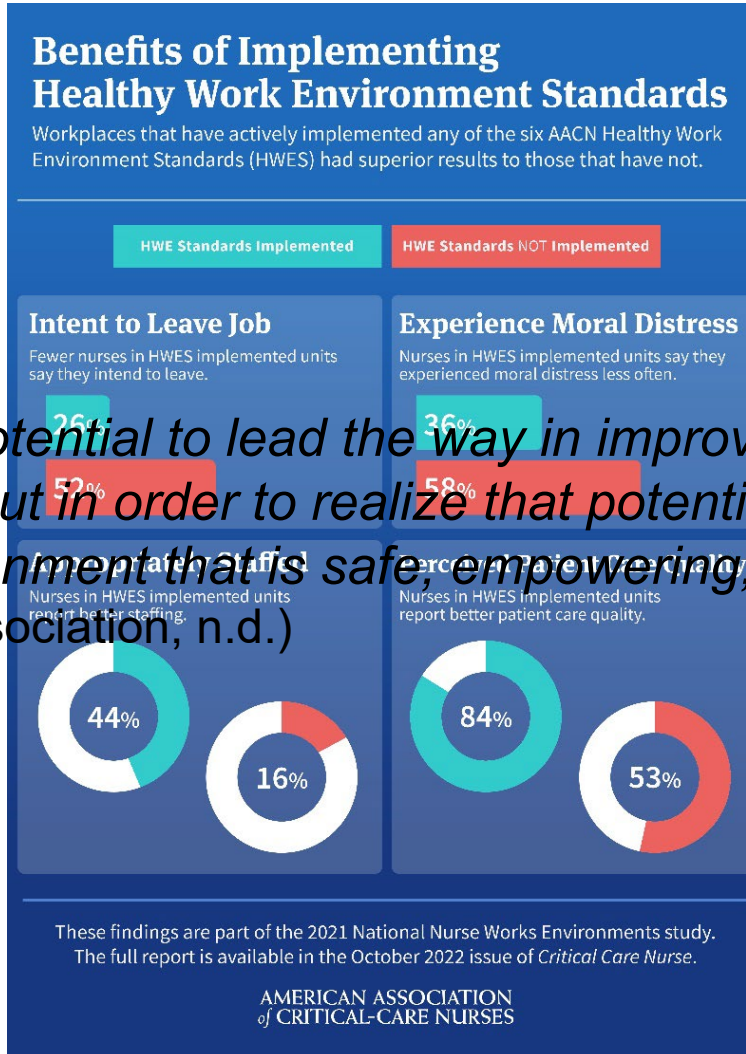 Benefits of Implementing
Healthy Work Environment Standards
Workplaces that have actively implemented any of the six AACN Healthy Work
Environment Standards (HWES) had superior results to those that have not.
HWE Standards Implemented
HWE Standards NOT Implemented
Intent to Leave Job
Fewer nurses in HWES implemented units
say they intend to leave.
26%
52%
Experience Moral Distress
Nurses in HWES implemented units say they
experienced moral distress less often.
36%
58%
potential to lead the way in improv
ut in order to realize that potenti
nment that is safe, empowering,
sociation, n.d.)
Appropriately Staffed
Nurses in HWES implemented units
report better staffing.
44%
16%
Perceived Patient Care Quality
Nurses in HWES implemented units
report better patient care quality.
84%
53%
These findings are part of the 2021 National Nurse Works Environments study.
The full report is available in the October 2022 issue of Critical Care Nurse.
AMERICAN ASSOCIATION
of CRITICAL-CARE NURSES